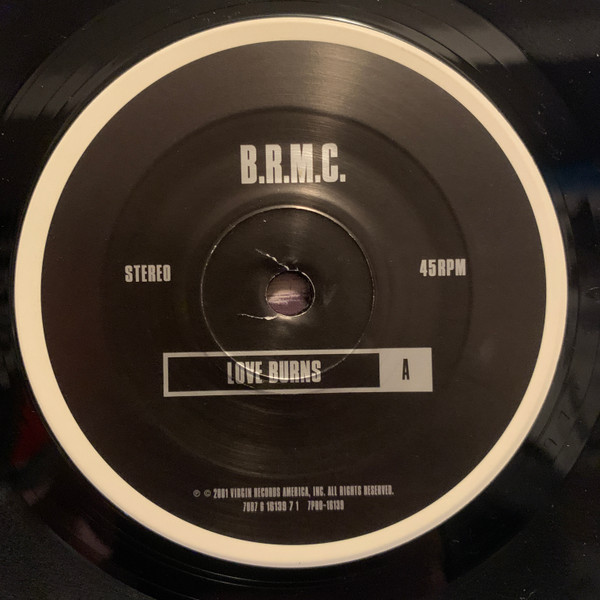 B.R.M.C.
STEREO
45RPM
LOVE BURNS
A
℗ © 2001 VIRGIN RECORDS AMERICA, INC. ALL RIGHTS RESERVED.
7087 6 16139 7 1 7PRO-16139